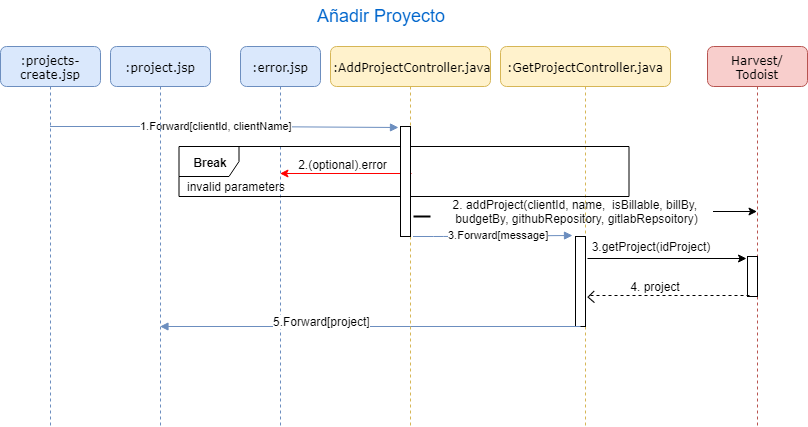 Añadir Proyecto
:projects-
create.jsp
:project.jsp
:error.jsp
:AddProjectController.java
:GetProjectController.java
Harvest/
Todoist
1.Forward[clientId, clientName]
Break
2.(optional).error
invalid parameters
2. addProject(clientId, name, isBillable, billBy,
budgetBy, githubRepository, gitlabRepsoitory)
3.Forward[message]
3.getProject(idProject)
4. project
5.Forward[project]